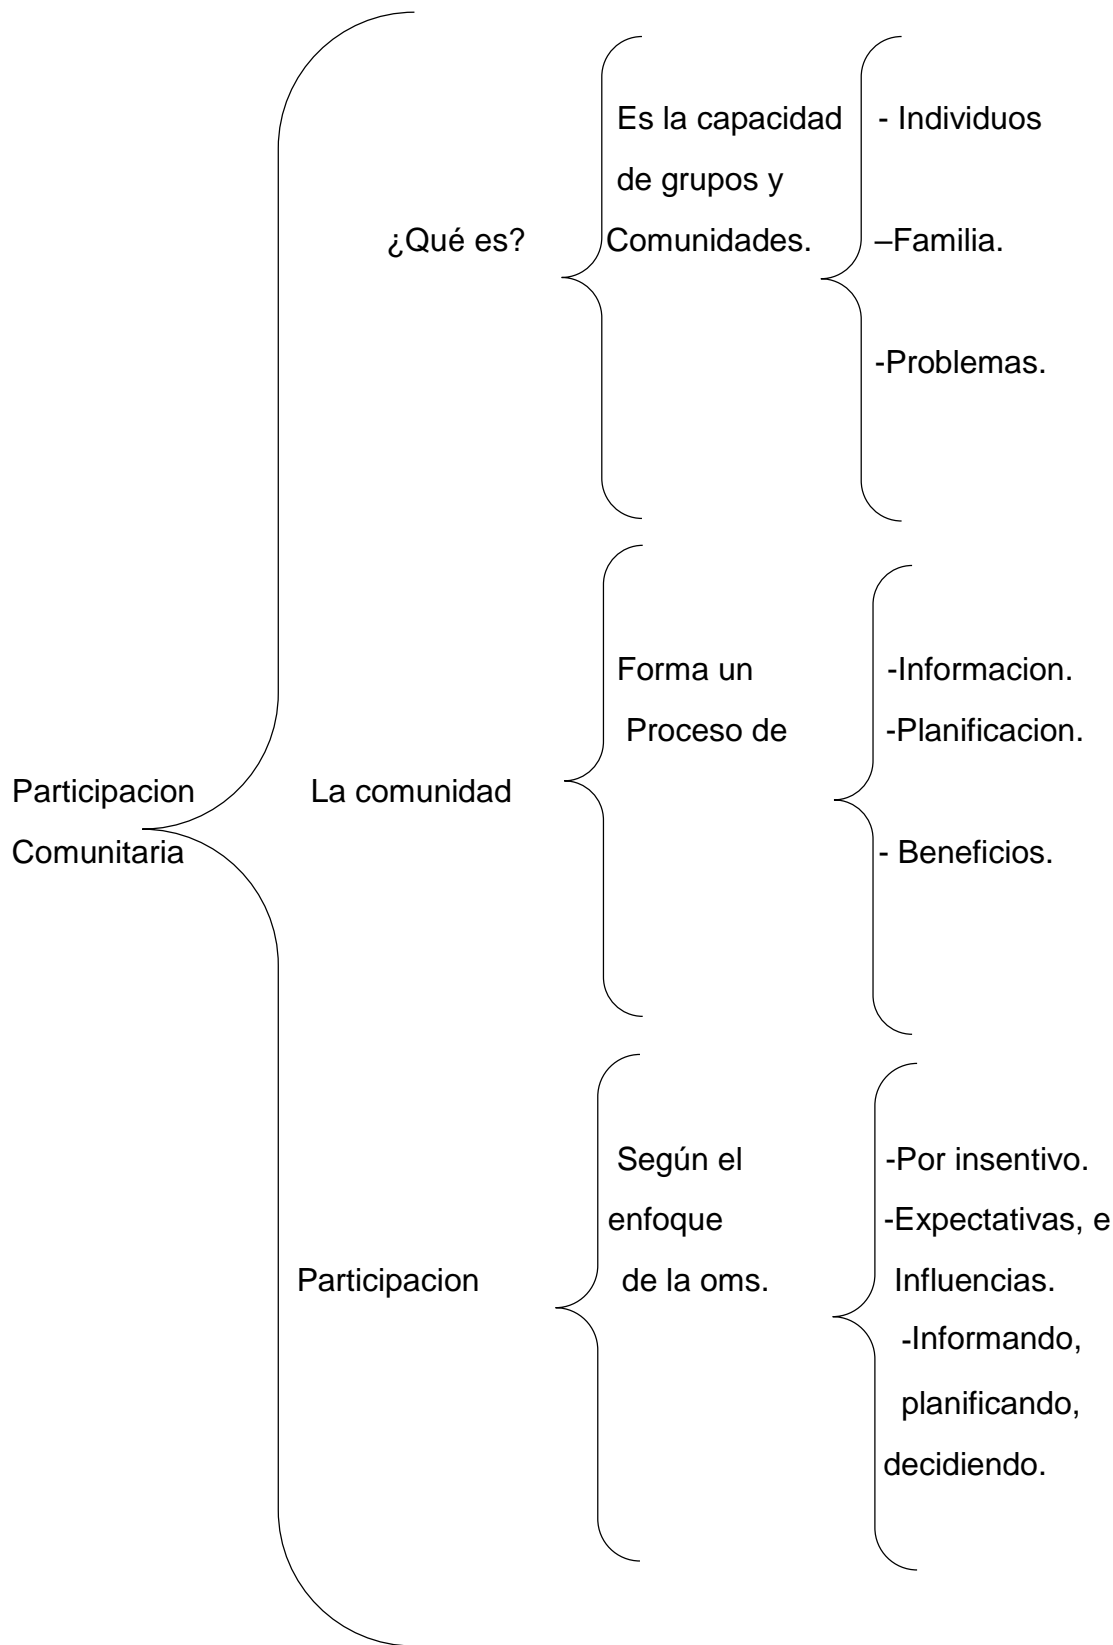 Participacion
Comunitaria
¿Qué es?
Es la capacidad
de grupos y
Comunidades.
- Individuos
–Familia.
-Problemas.
La comunidad
Forma un
Proceso de
-Informacion.
-Planificacion.
- Beneficios.
Participacion
Según el
enfoque
de la oms.
-Por insentivo.
-Expectativas, e
Influencias.
-Informando,
planificando,
decidiendo.